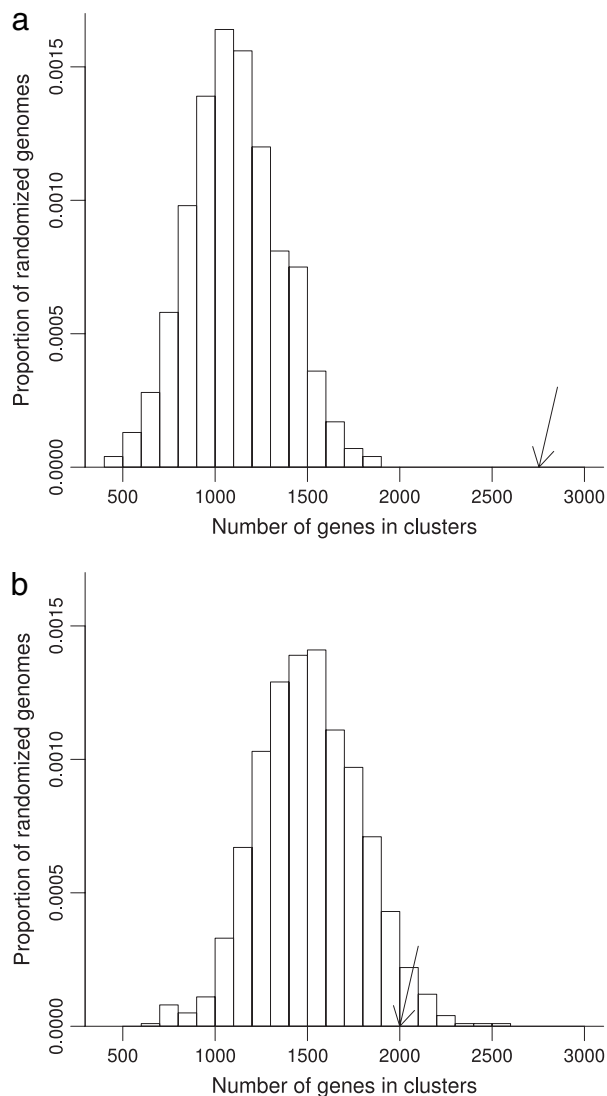 a
Proportion of randomized genomes
0.0000 0.0005 0.0010 0.0015
500 1000 1500 2000 2500 3000
Number of genes in clusters
b
Proportion of randomized genomes
0.0000 0.0005 0.0010 0.0015
500 1000 1500 2000 2500 3000
Number of genes in clusters